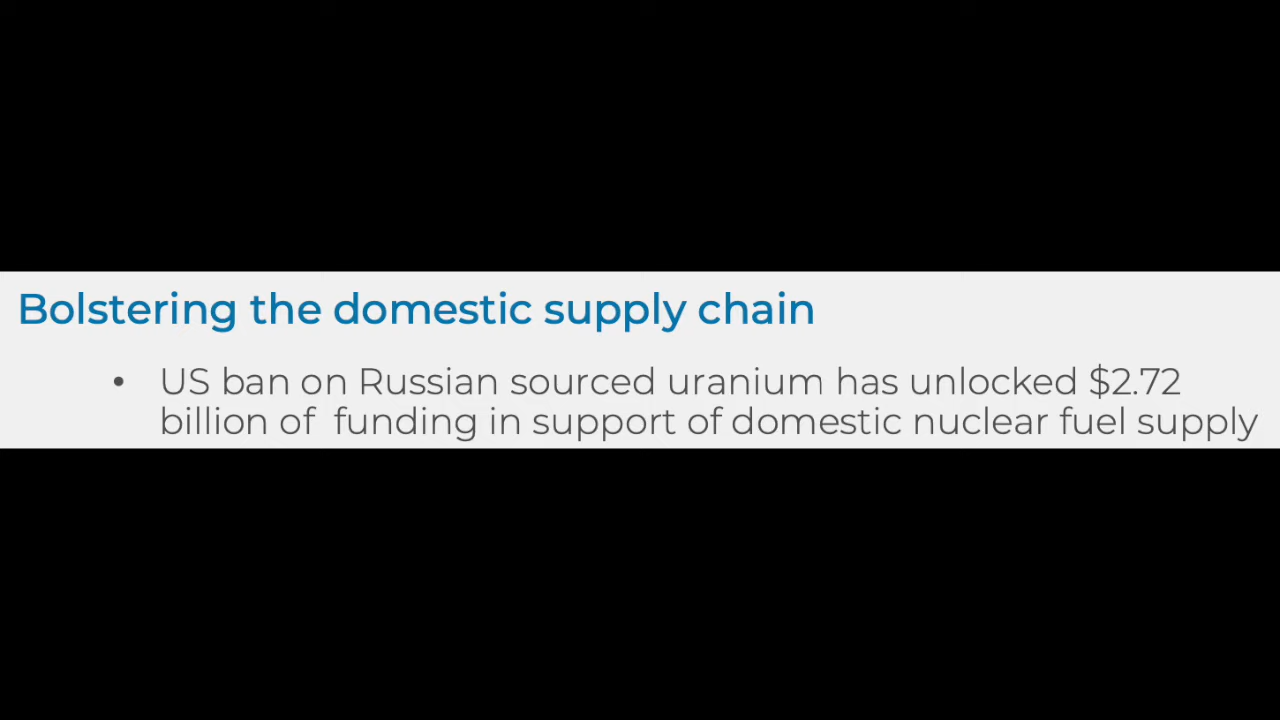 Bolstering the domestic supply chain
• US ban on Russian sourced uranium has unlocked $2.72
billion of funding in support of domestic nuclear fuel supply